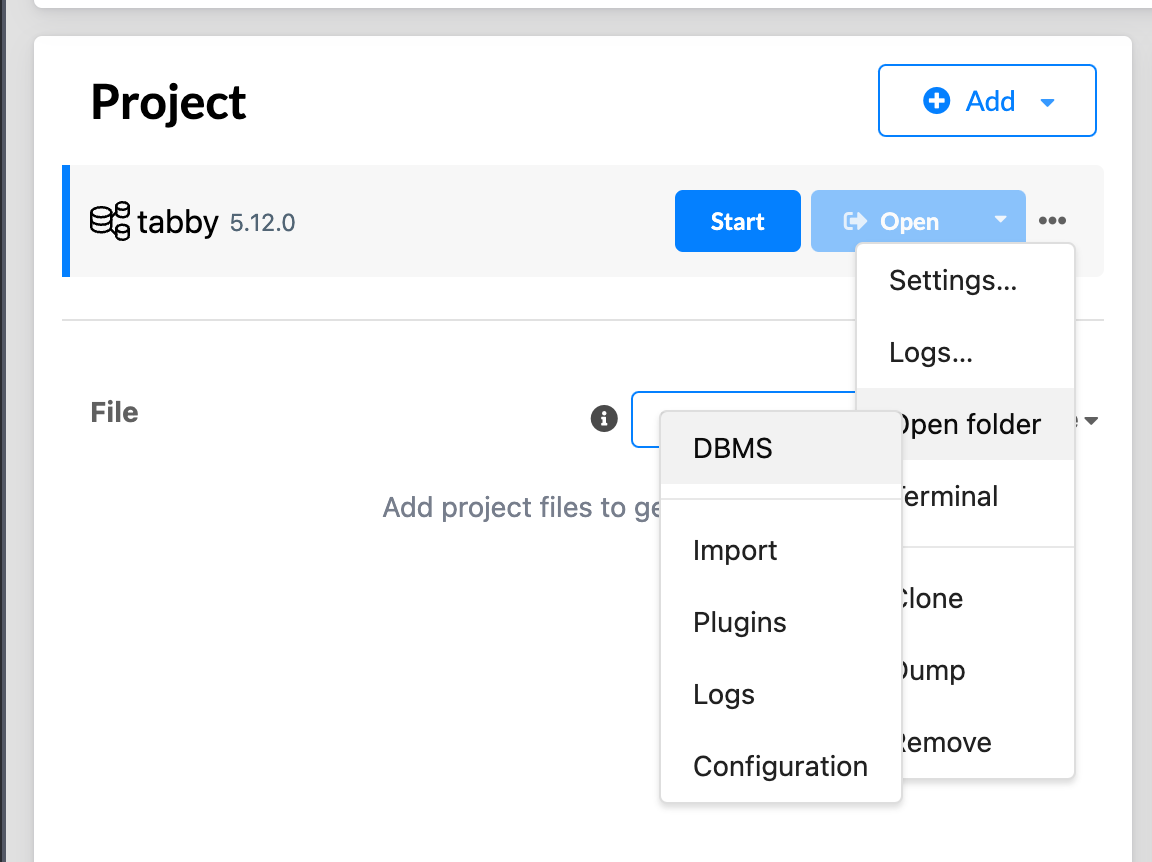 Project
Add
tabby 5.12.0
Start
Open
Settings...
Logs...
Open folder
Terminal
Clone
Dump
Remove
File
DBMS
Import
Plugins
Logs
Configuration
Add project files to